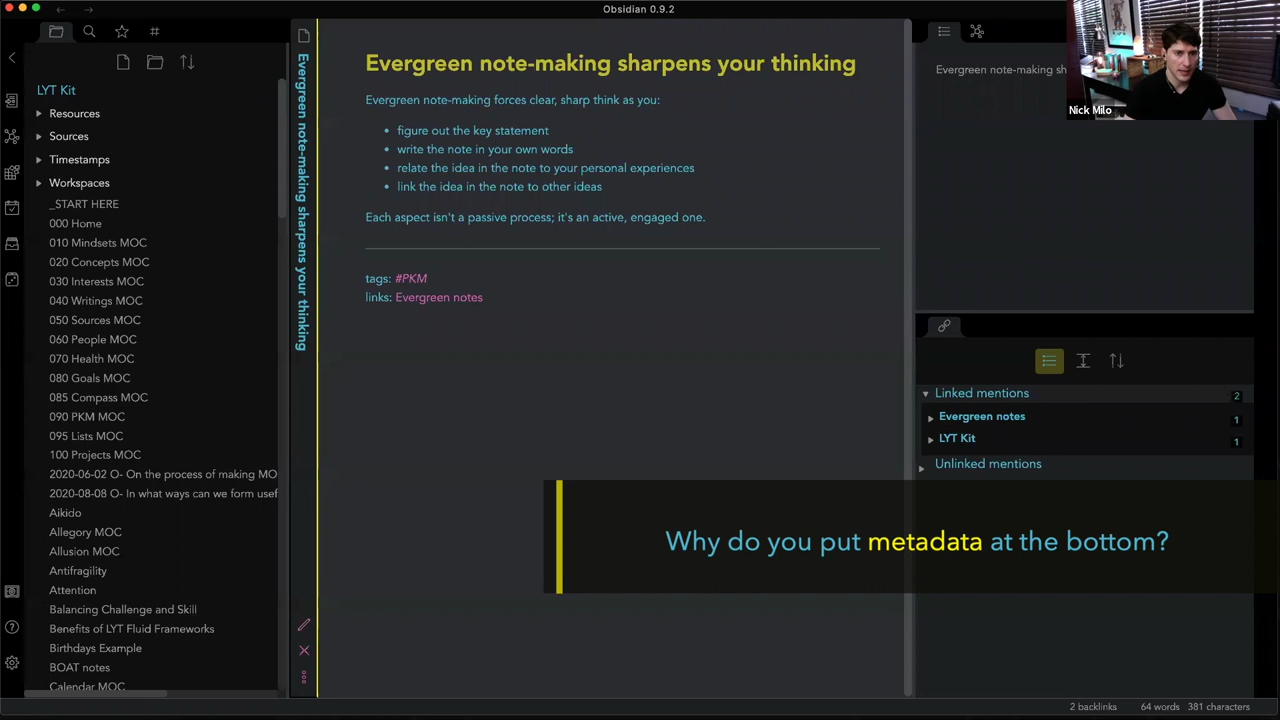 Obsidian 0.9.2
LYT Kit
Resources
Sources
Timestamps
Workspaces
_START HERE
000 Home
010 Mindsets MOC
020 Concepts MOC
030 Interests MOC
040 Writings MOC
050 Sources MOC
060 People MOC
070 Health MOC
080 Goals MOC
085 Compass MOC
090 PKM MOC
095 Lists MOC
100 Projects MOC
2020-06-02 O- On the process of making MO
2020-08-08 O- In what ways can we form usef
Aikido
Allegory MOC
Allusion MOC
Antifragility
Attention
Balancing Challenge and Skill
Benefits of LYT Fluid Frameworks
Birthdays Example
BOAT notes
Calendar MOC
Evergreen note-making sharpens your thinking
Evergreen note-making sharpens your thinking
Evergreen note-making forces clear, sharp think as you:
• figure out the key statement
• write the note in your own words
• relate the idea in the note to your personal experiences
• link the idea in the note to other ideas
Each aspect isn't a passive process; it's an active, engaged one.
tags: #PKM
links: Evergreen notes
Evergreen note-making sh
Nick Milo
Linked mentions 2
Evergreen notes 1
LYT Kit 1
Unlinked mentions
Why do you put metadata at the bottom?
2 backlinks 64 words 381 characters